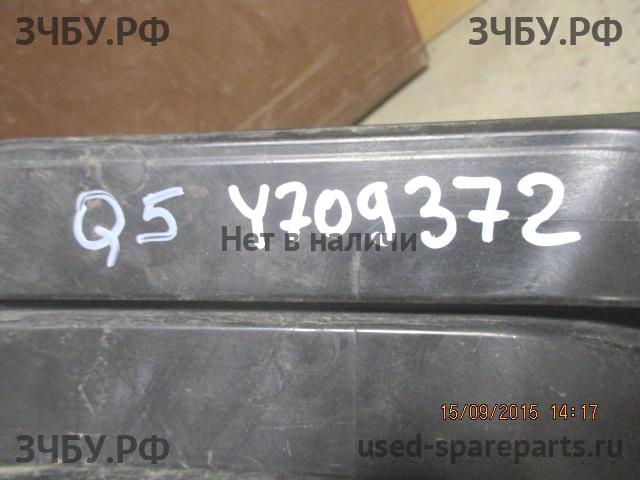 ЗЧБУ.РФ ЗЧБУ.РФ
Q5 Y709372
Нет в наличи
15/09/2015 14:17
ЗЧБУ.РФ used-spareparts.ru